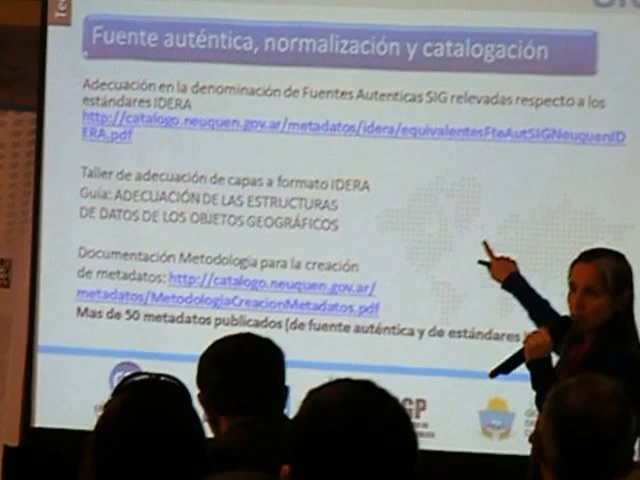 Fuente auténtica, normalización y catalogación
Adecuación en la denominación de Fuentes Autenticas SIG relevadas respecto a los
estándares IDERA
http://catalogo.neuquen.gov.ar/metadatos/idera/equivalentesFteAutSIGNeuquenID
ERA.pdf
Taller de adecuación de capas a formato IDERA
Guía: ADECUACIÓN DE LAS ESTRUCTURAS
DE DATOS DE LOS OBJETOS GEOGRÁFICOS
Documentación Metodologia para la creación
de metadatos: http://catalogo.neuquen.gov.ar/
metadatos/MetodologiaCreacionMetadatos.pdf
Mas de 50 metadatos publicados (de fuente auténtica y de estándares